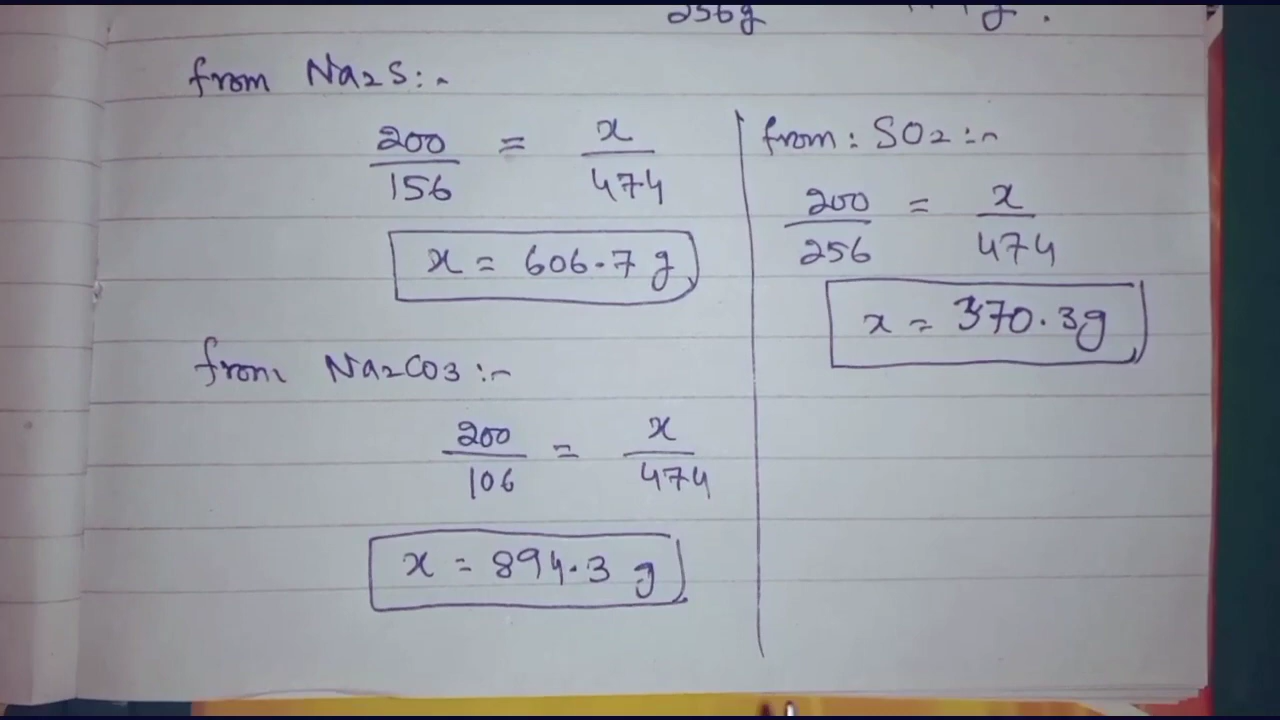 256g
from Na2S:-
200/156 = x/474
x = 606.7 g
from Na2CO3:-
200/106 = x/474
x = 894.3 g
from: SO2:-
200/256 = x/474
x = 370.3g